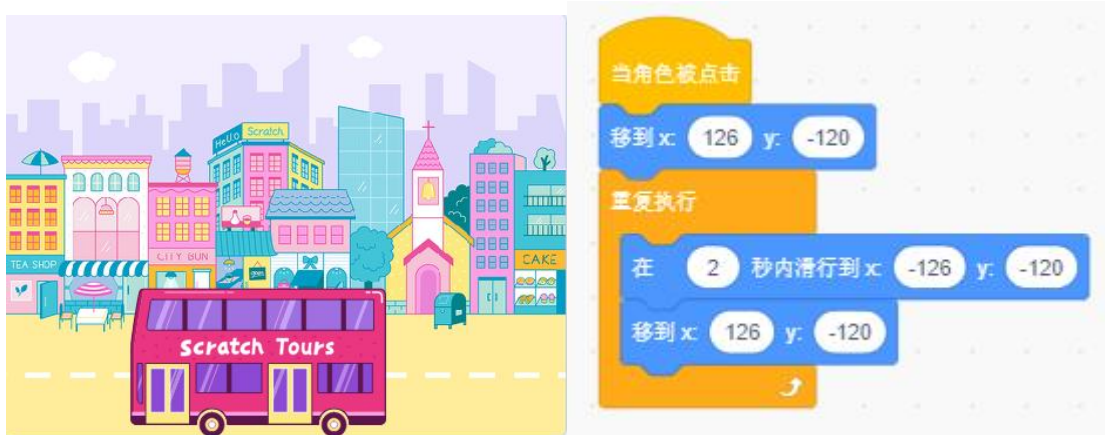 Hello
Scratch
TEA SHOP
CITY BUN
CAKE
Scratch Tours
当角色被点击
移到 x: 126 y: -120
重复执行
在 2 秒内滑行到 x: -126 y: -120
移到 x: 126 y: -120